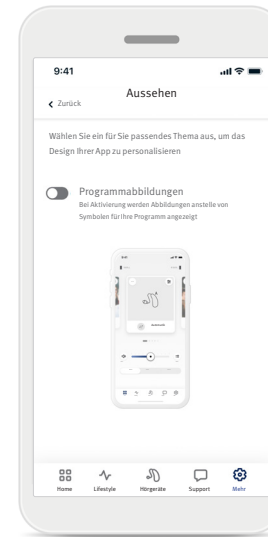 9:41
Aussehen
Zurück
Wählen Sie ein für Sie passendes Thema aus, um das
Design Ihrer App zu personalisieren
Programmabbildungen
Bei Aktivierung werden Abbildungen anstelle von
Symbolen für Ihre Programm angezeigt
Home Lifestyle Hörgeräte Support Mehr